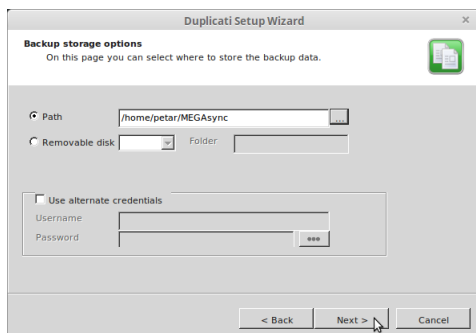 Duplicati Setup Wizard ×
Backup storage options
On this page you can select where to store the backup data.
Path /home/petar/MEGAsync ...
Removable disk Folder
Use alternate credentials
Username
Password
< Back Next > Cancel